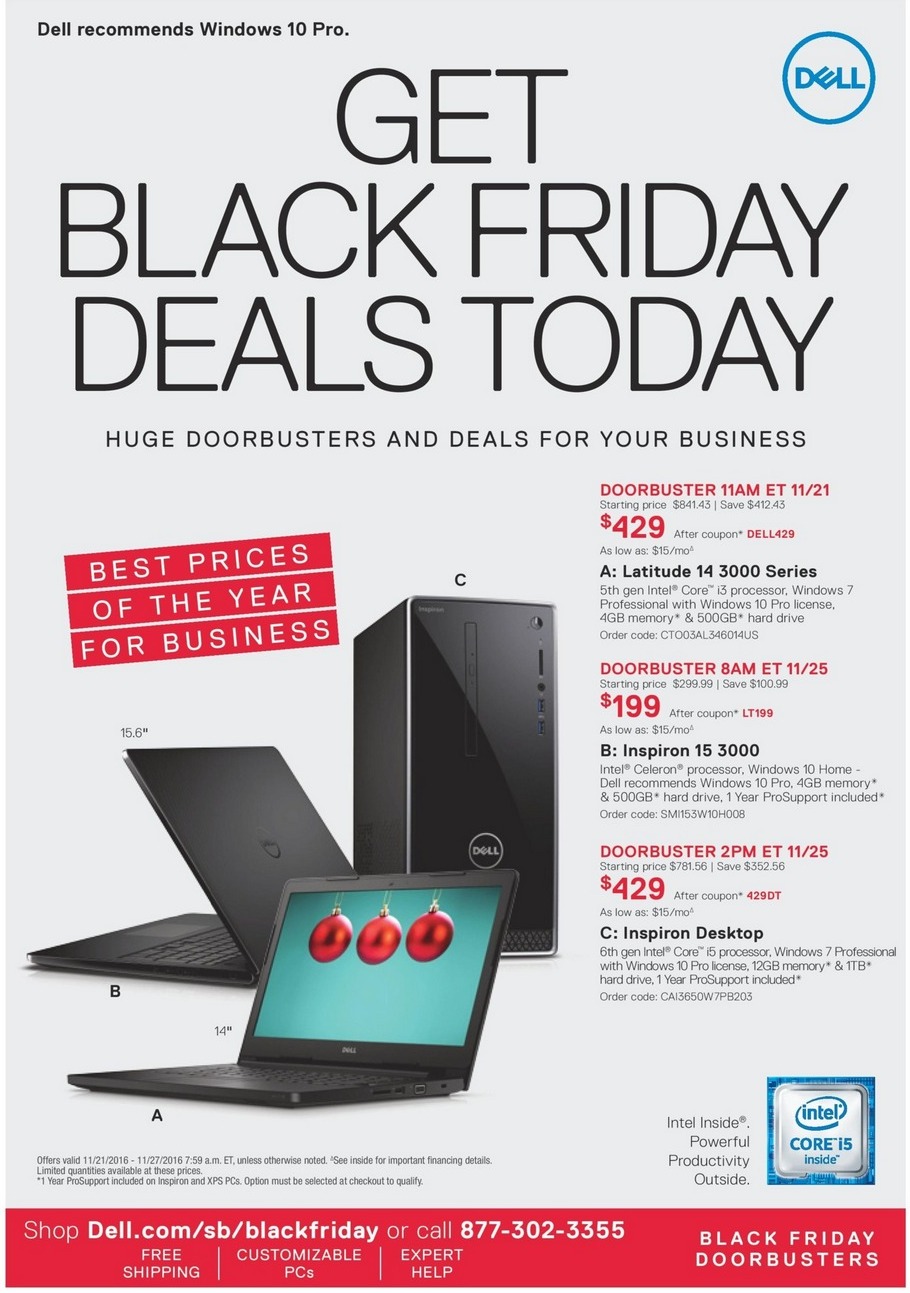 Dell recommends Windows 10 Pro.
DELL
GET
BLACK FRIDAY
DEALS TODAY
HUGE DOORBUSTERS AND DEALS FOR YOUR BUSINESS
BEST PRICES
OF THE YEAR
FOR BUSINESS
C
Inspiron
DELL
15.6"
B
14"
DELL
A
DOORBUSTER 11AM ET 11/21
Starting price $841.43 | Save $412.43
$429 After coupon* DELL429
As low as: $15/mo∆
A: Latitude 14 3000 Series
5th gen Intel® Core™ i3 processor, Windows 7
Professional with Windows 10 Pro license,
4GB memory* & 500GB* hard drive
Order code: CTO03AL346014US
DOORBUSTER 8AM ET 11/25
Starting price $299.99 | Save $100.99
$199 After coupon* LT199
As low as: $15/mo∆
B: Inspiron 15 3000
Intel® Celeron® processor, Windows 10 Home -
Dell recommends Windows 10 Pro, 4GB memory*
& 500GB* hard drive, 1 Year ProSupport included*
Order code: SMI153W10H008
DOORBUSTER 2PM ET 11/25
Starting price $781.56 | Save $352.56
$429 After coupon* 429DT
As low as: $15/mo∆
C: Inspiron Desktop
6th gen Intel® Core™ i5 processor, Windows 7 Professional
with Windows 10 Pro license, 12GB memory* & 1TB*
hard drive, 1 Year ProSupport included*
Order code: CAI3650W7PB203
Intel Inside®.
Powerful
Productivity
Outside.
intel
CORE™ i5
inside™
Offers valid 11/21/2016 - 11/27/2016 7:59 a.m. ET, unless otherwise noted. ∆See inside for important financing details.
Limited quantities available at these prices.
*1 Year ProSupport included on Inspiron and XPS PCs. Option must be selected at checkout to qualify.
Shop Dell.com/sb/blackfriday or call 877-302-3355
FREE
SHIPPING
CUSTOMIZABLE
PCs
EXPERT
HELP
BLACK FRIDAY
DOORBUSTERS